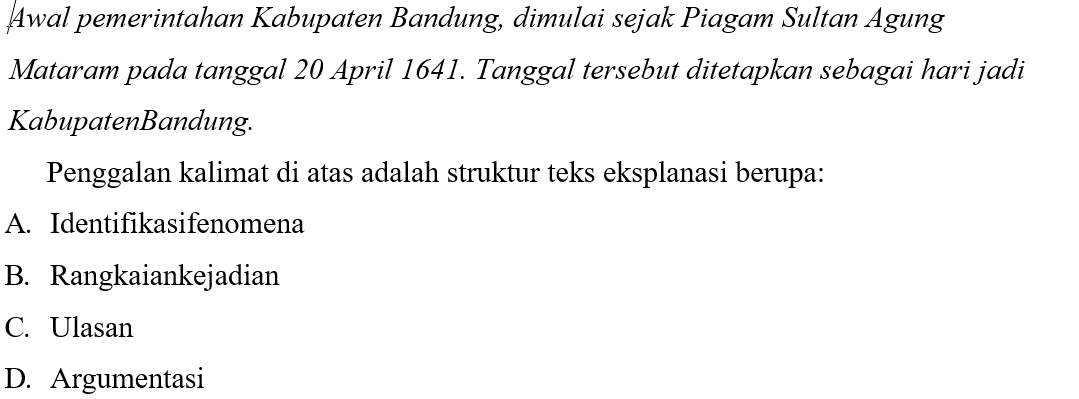 Awal pemerintahan Kabupaten Bandung, dimulai sejak Piagam Sultan Agung
Mataram pada tanggal 20 April 1641. Tanggal tersebut ditetapkan sebagai hari jadi
KabupatenBandung.
Penggalan kalimat di atas adalah struktur teks eksplanasi berupa:
A. Identifikasifenomena
B. Rangkaiankejadian
C. Ulasan
D. Argumentasi